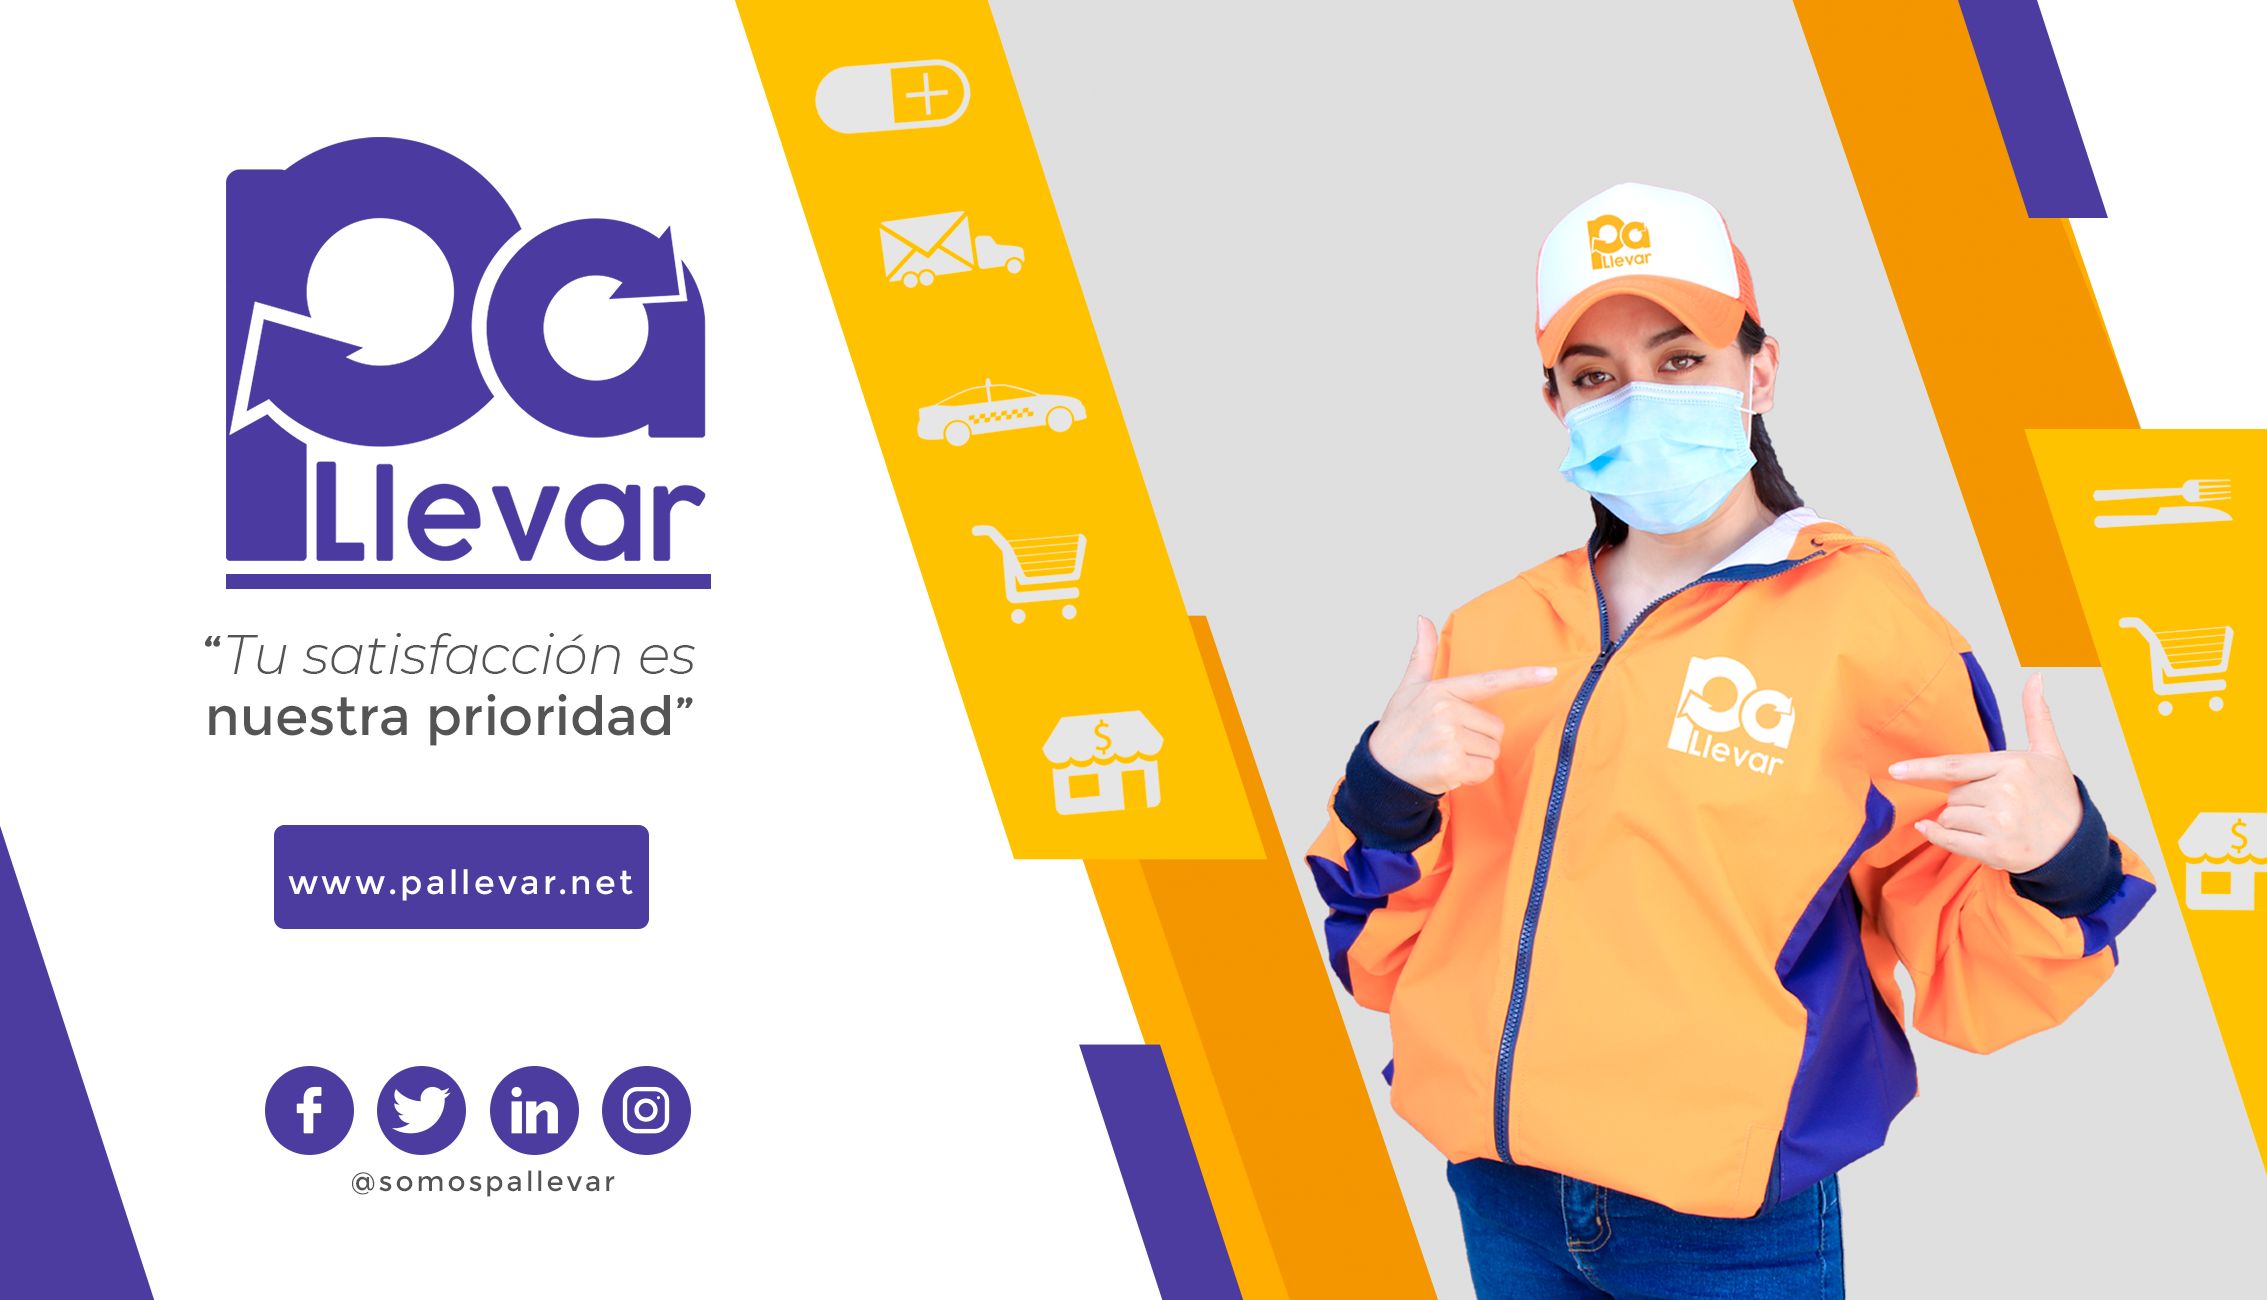 Pa
Llevar
“Tu satisfacción es
nuestra prioridad”
www.pallevar.net
@somospallevar
Pa
Llevar
Pa
Llevar
$
$